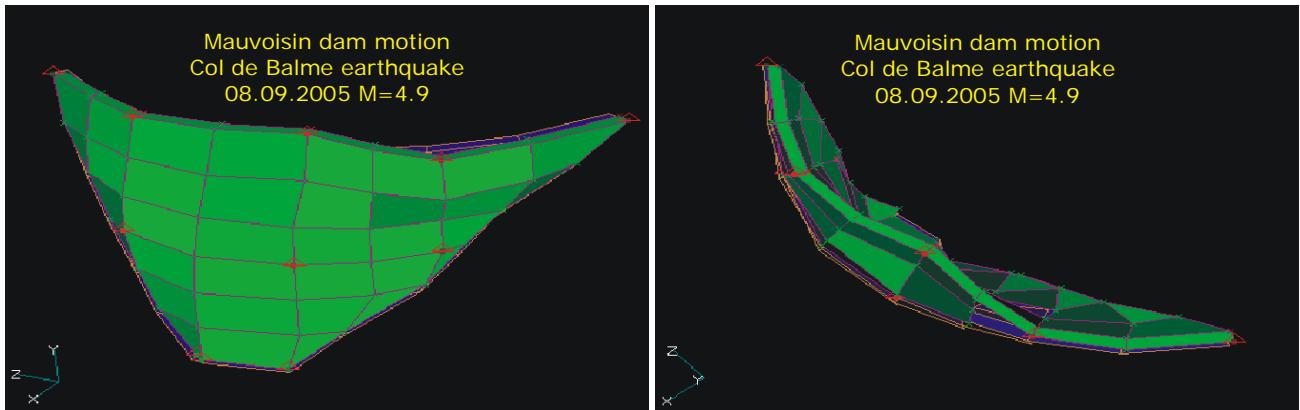 Mauvoisin dam motion
Col de Balme earthquake
08.09.2005 M=4.9
Y
Z
X
Mauvoisin dam motion
Col de Balme earthquake
08.09.2005 M=4.9
Z
Y
X